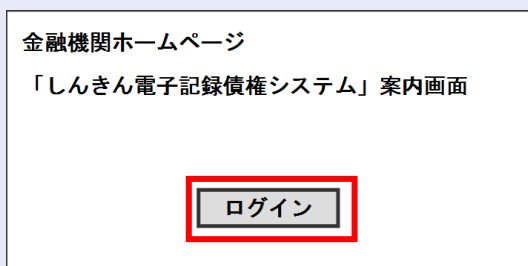 金融機関ホームページ
「しんきん電子記録債権システム」案内画面
ログイン